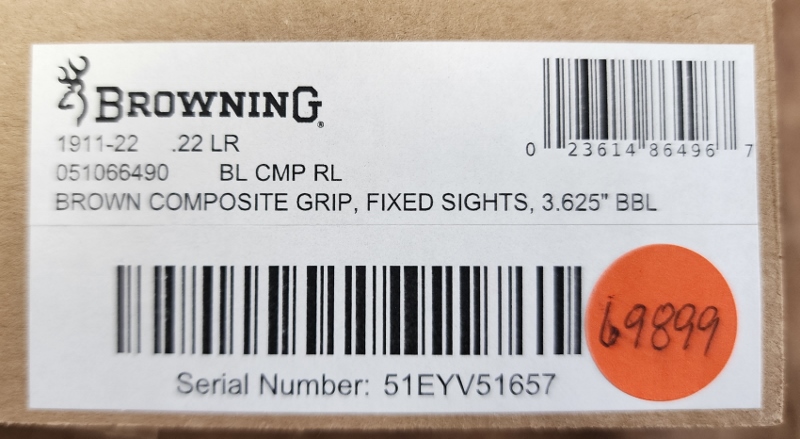 BROWNING®
1911-22 .22 LR
051066490 BL CMP RL
BROWN COMPOSITE GRIP, FIXED SIGHTS, 3.625" BBL
0 23614 86496 7
Serial Number: 51EYV51657
69899